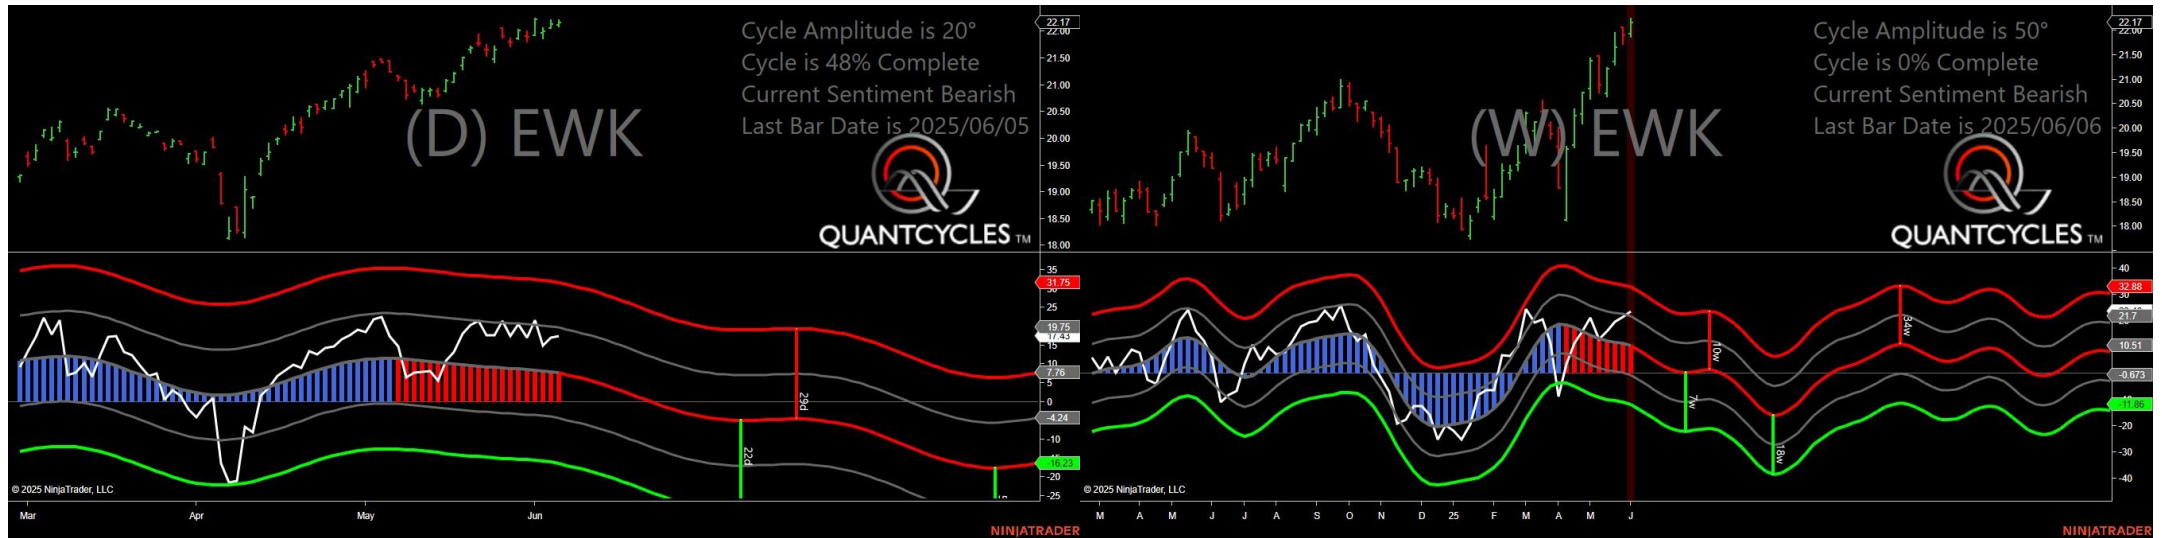 Cycle Amplitude is 20°
Cycle is 48% Complete
Current Sentiment Bearish
Last Bar Date is 2025/06/05
(D) EWK
QUANTCYCLES TM
22.17
22.00
21.50
21.00
20.50
20.00
19.50
19.00
18.50
18.00
35
31.75
25
19.75
17.43
15
10
7.76
5
0
-4.24
-10
-16.23
-20
-25
29d
22d
© 2025 NinjaTrader, LLC
Mar Apr May Jun
NINJATRADER
Cycle Amplitude is 50°
Cycle is 0% Complete
Current Sentiment Bearish
Last Bar Date is 2025/06/06
(W) EWK
QUANTCYCLES TM
22.17
22.00
21.50
21.00
20.50
20.00
19.50
19.00
18.50
18.00
40
32.88
30
21.7
10.51
-0.673
-11.86
-20
-30
-40
10w
7w
18w
34w
© 2025 NinjaTrader, LLC
M A M J J A S O N D 25 F M A M J
NINJATRADER